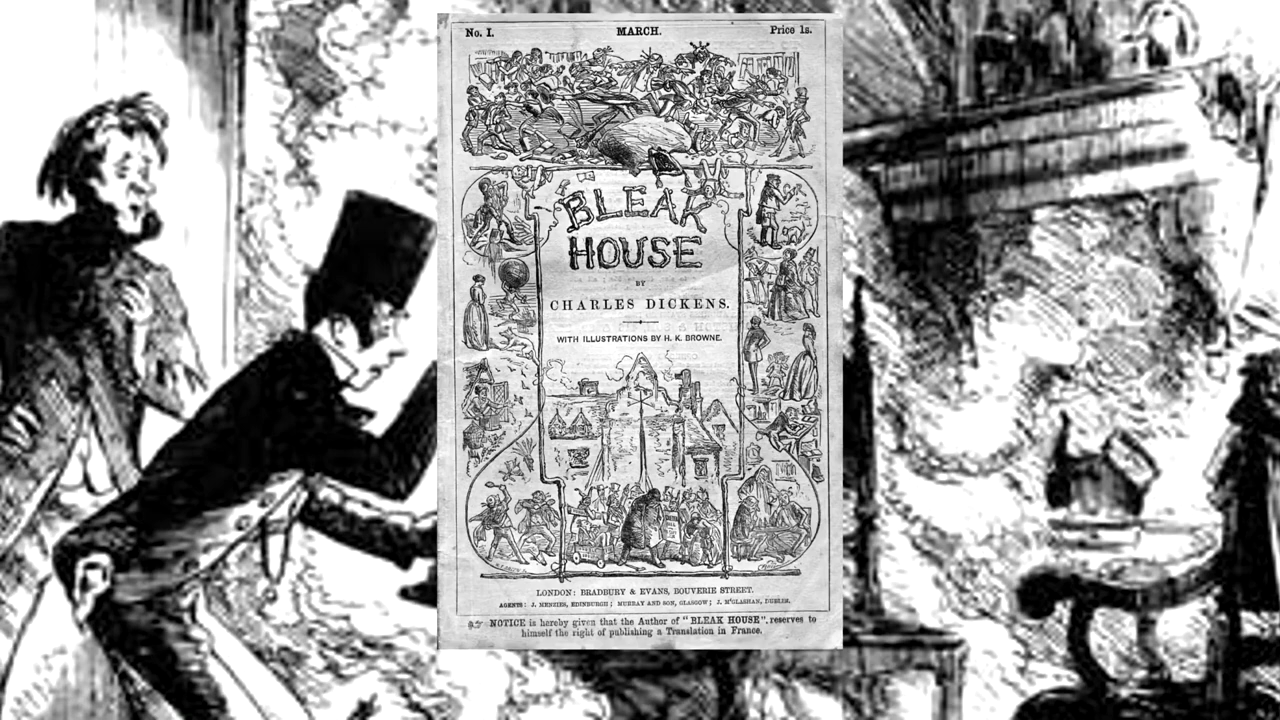 No. I. MARCH. Price 1s.
BLEAK
HOUSE
BY
CHARLES DICKENS.
WITH ILLUSTRATIONS BY H. K. BROWNE.
LONDON: BRADBURY & EVANS, BOUVERIE STREET.
AGENTS: J. MENZIES, EDINBURGH; MURRAY AND SON, GLASGOW; J. M'GLASHAN, DUBLIN.
☞ NOTICE is hereby given that the Author of "BLEAK HOUSE" reserves to
himself the right of publishing a Translation in France.